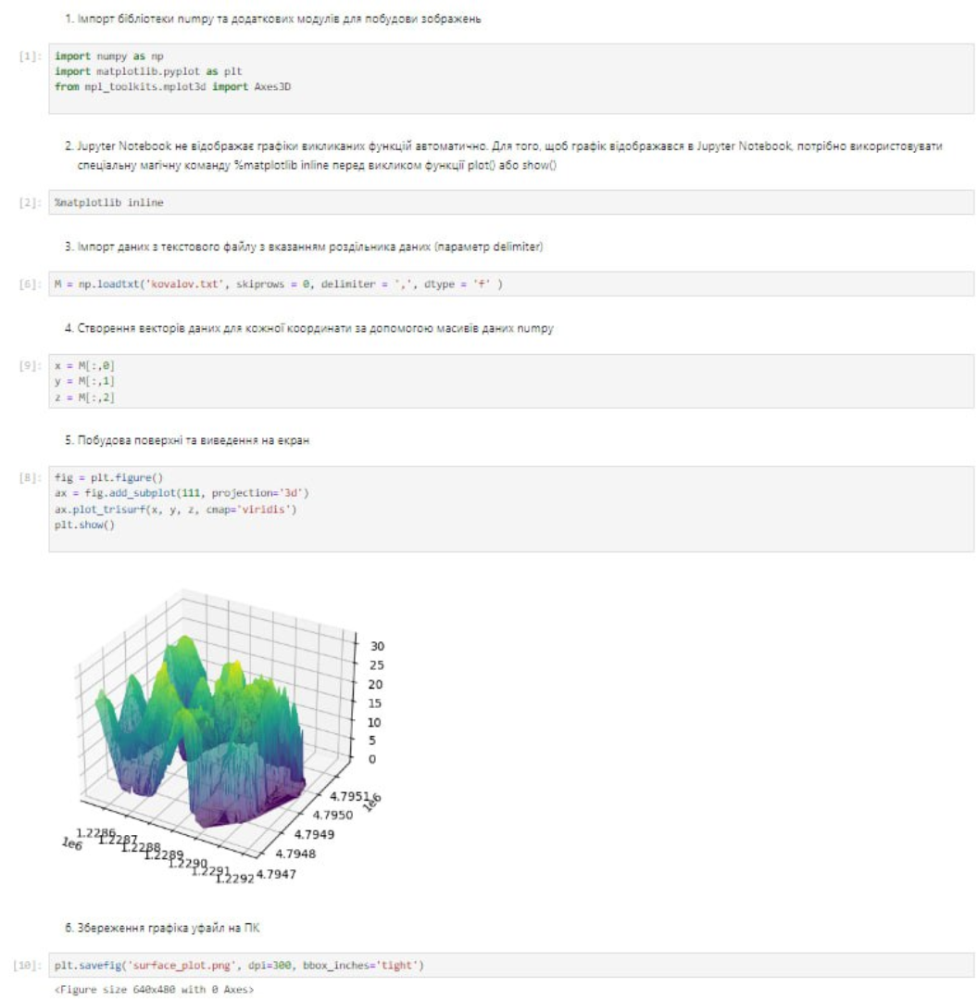 1. Імпорт бібліотеки numpy та додаткових модулів для побудови зображень
[1]: import numpy as np
import matplotlib.pyplot as plt
from mpl_toolkits.mplot3d import Axes3D
2. Jupyter Notebook не відображає графіки викликаних функцій автоматично. Для того, щоб графік відображався в Jupyter Notebook, потрібно використовувати
спеціальну магічну команду %matplotlib inline перед викликом функції plot() або show()
[2]: %matplotlib inline
3. Імпорт даних з текстового файлу з вказанням роздільника даних (параметр delimiter)
[6]: M = np.loadtxt('kovalov.txt', skiprows = 0, delimiter = ',', dtype = 'f' )
4. Створення векторів даних для кожної координати за допомогою масивів даних numpy
[9]: x = M[:,0]
y = M[:,1]
z = M[:,2]
5. Побудова поверхні та виведення на екран
[8]: fig = plt.figure()
ax = fig.add_subplot(111, projection='3d')
ax.plot_trisurf(x, y, z, cmap='viridis')
plt.show()
30
25
20
15
10
5
0
4.7951
1e6
4.7950
4.7949
4.7948
4.7947
1e6
1.2286
1.2287
1.2288
1.2289
1.2290
1.2291
1.2292
6. Збереження графіка уфайл на ПК
[10]: plt.savefig('surface_plot.png', dpi=300, bbox_inches='tight')
<Figure size 640x480 with 0 Axes>